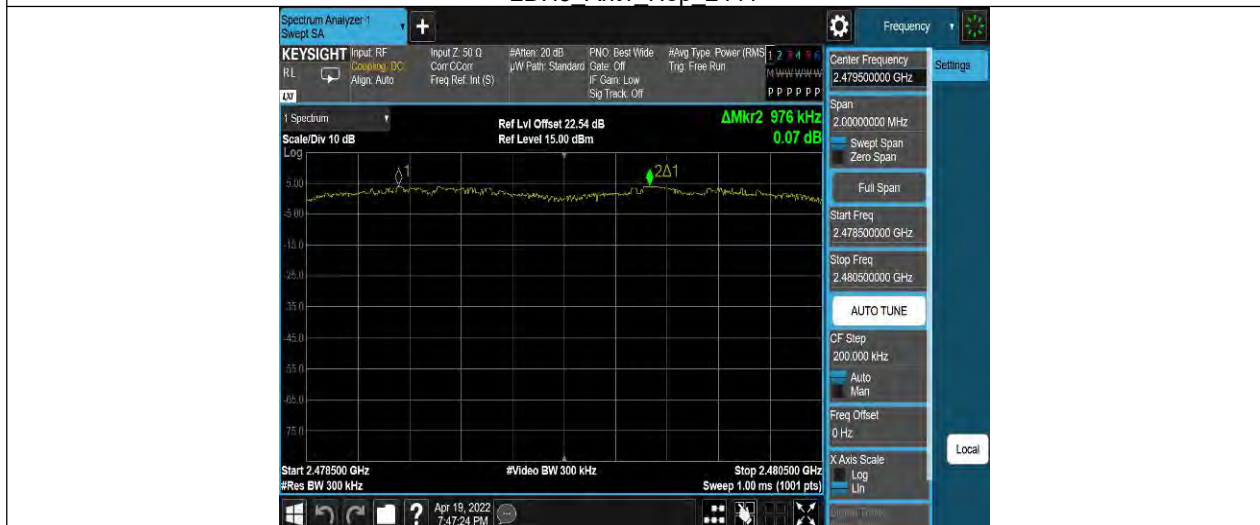 Spectrum Analyzer 1
Swept SA
+
Frequency
KEYSIGHT
RL
LXI
Input: RF
Coupling: DC
Align: Auto
Input Z: 50 Ω
Corr CCorr
Freq Ref: Int (S)
#Atten: 20 dB
µW Path: Standard
PNO: Best Wide
Gate: Off
IF Gain: Low
Sig Track: Off
#Avg Type: Power (RMS
Trig: Free Run
1 2 3 4 5 6
M W W W W W
P P P P P P
Center Frequency
2.479500000 GHz
Settings
1 Spectrum
Scale/Div 10 dB
Ref Lvl Offset 22.54 dB
Ref Level 15.00 dBm
ΔMkr2 976 kHz
0.07 dB
Span
2.00000000 MHz
Swept Span
Zero Span
Full Span
Start Freq
2.478500000 GHz
Stop Freq
2.480500000 GHz
AUTO TUNE
CF Step
200.000 kHz
Auto
Man
Freq Offset
0 Hz
X Axis Scale
Log
Lin
Local
Log
1
2Δ1
5.00
-5.00
-15.0
-25.0
-35.0
-45.0
-55.0
-65.0
-75.0
Start 2.478500 GHz
#Res BW 300 kHz
#Video BW 300 kHz
Stop 2.480500 GHz
Sweep 1.00 ms (1001 pts)
?
Apr 19, 2022
7:47:24 PM